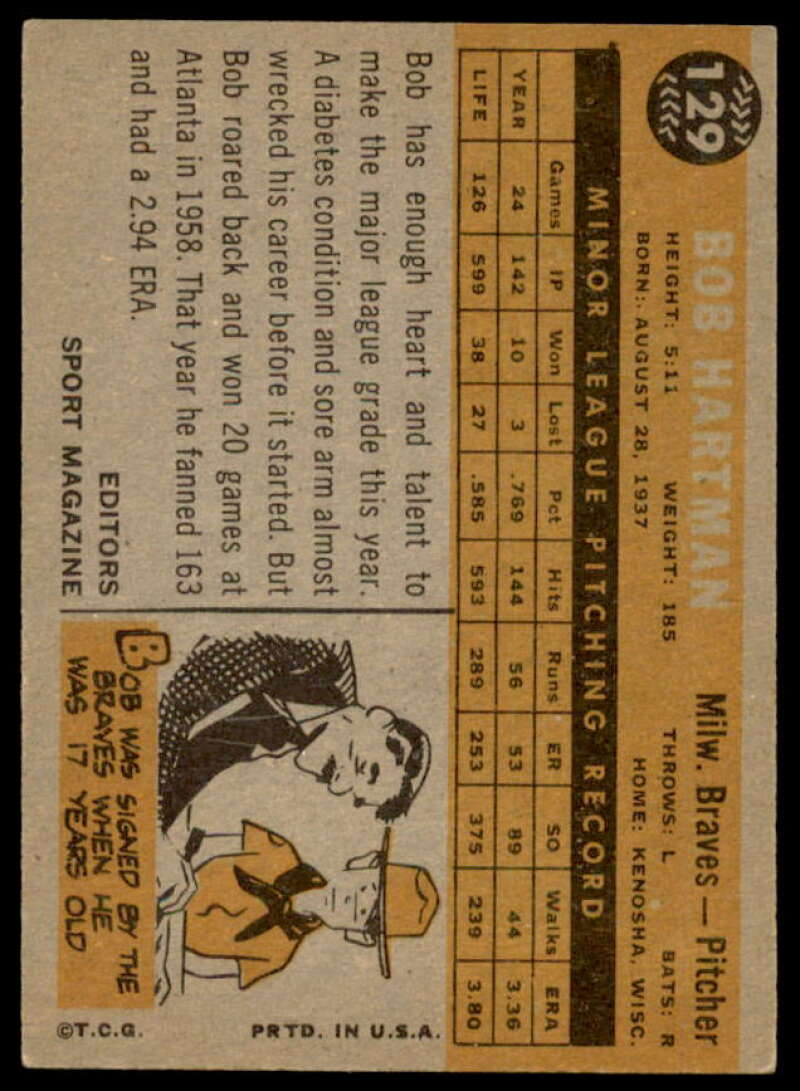 129
BOB HARTMAN
Milw. Braves — Pitcher
HEIGHT: 5:11 WEIGHT: 185 THROWS: L BATS: R
BORN: AUGUST 28, 1937 HOME: KENOSHA, WISC.
MINOR LEAGUE PITCHING RECORD
Games IP Won Lost Pct Hits Runs ER SO Walks ERA
YEAR 24 142 10 3 .769 144 56 53 89 44 3.36
LIFE 126 599 38 27 .585 593 289 253 375 239 3.80
Bob has enough heart and talent to
make the major league grade this year.
A diabetes condition and sore arm almost
wrecked his career before it started. But
Bob roared back and won 20 games at
Atlanta in 1958. That year he fanned 163
and had a 2.94 ERA.
EDITORS
SPORT MAGAZINE
BOB WAS SIGNED BY THE
BRAVES WHEN HE
WAS 17 YEARS OLD
©T.C.G. PRTD. IN U.S.A.